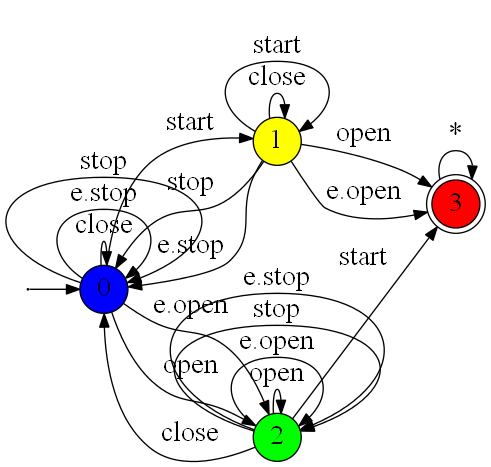 start
close
1
start
open
*
stop
stop
e.open
e.stop
3
close
e.stop
start
0
e.stop
e.open
stop
e.open
open
open
2
close